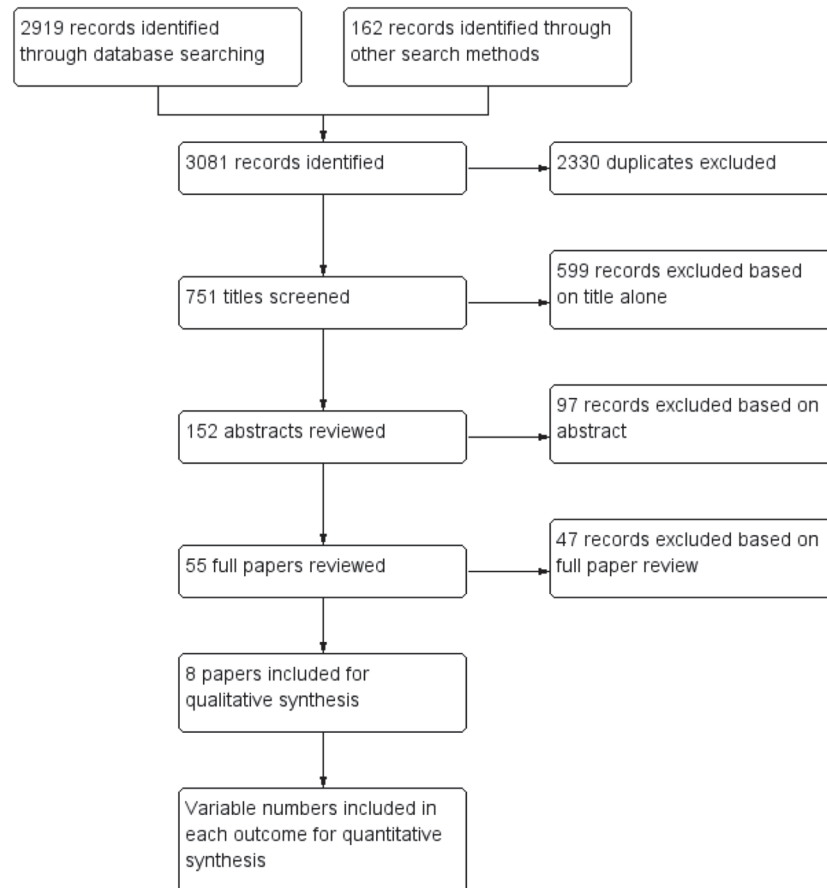 2919 records identified
through database searching
162 records identified through
other search methods
3081 records identified
2330 duplicates excluded
751 titles screened
599 records excluded based
on title alone
152 abstracts reviewed
97 records excluded based on
abstract
55 full papers reviewed
47 records excluded based on
full paper review
8 papers included for
qualitative synthesis
Variable numbers included in
each outcome for quantitative
synthesis